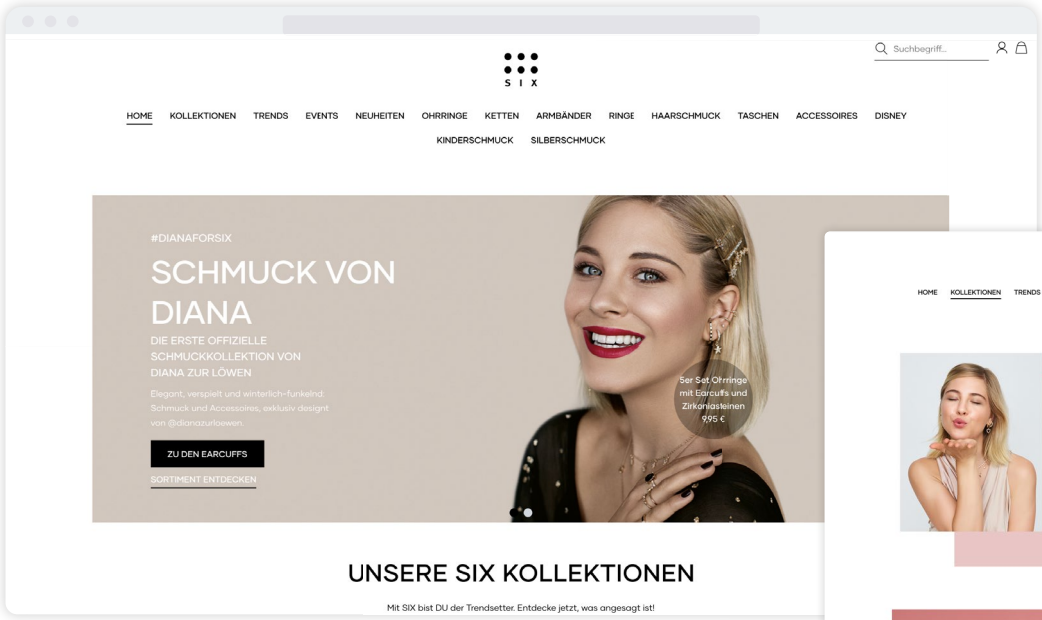 Suchbegriff...
SIX
HOME KOLLEKTIONEN TRENDS EVENTS NEUHEITEN OHRRINGE KETTEN ARMBÄNDER RINGE HAARSCHMUCK TASCHEN ACCESSOIRES DISNEY
KINDERSCHMUCK SILBERSCHMUCK
#DIANAFORSIX
SCHMUCK VON
DIANA
DIE ERSTE OFFIZIELLE
SCHMUCKKOLLEKTION VON
DIANA ZUR LÖWEN
Elegant, verspielt und winterlich-funkelnd:
Schmuck und Accessoires, exklusiv designt
von @dianazurloewen.
ZU DEN EARCUFFS
SORTIMENT ENTDECKEN
5er Set Ohrringe
mit Earcuffs und
Zirkoniasteinen
9,95 €
HOME KOLLEKTIONEN TRENDS
UNSERE SIX KOLLEKTIONEN
Mit SIX bist DU der Trendsetter. Entdecke jetzt, was angesagt ist!